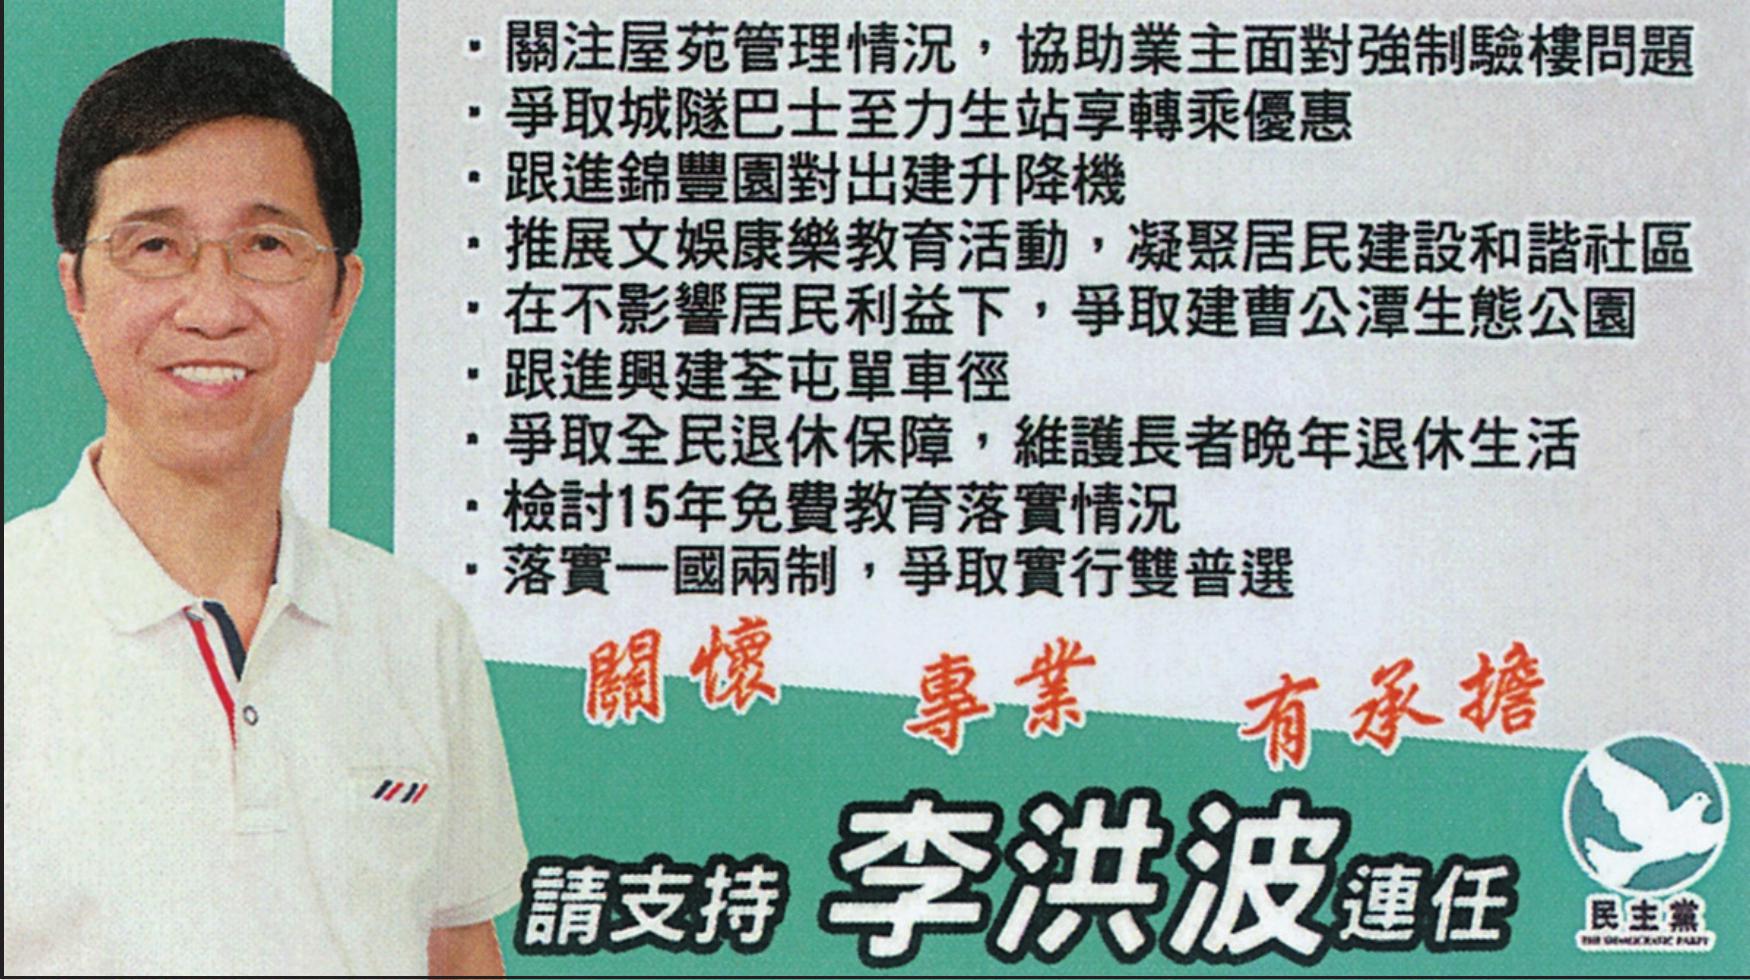 · 關注屋苑管理情況，協助業主面對強制驗樓問題
· 爭取城隧巴士至力生站享轉乘優惠
· 跟進錦豐園對出建升降機
· 推展文娛康樂教育活動，凝聚居民建設和諧社區
· 在不影響居民利益下，爭取建曹公潭生態公園
· 跟進興建荃屯單車徑
· 爭取全民退休保障，維護長者晚年退休生活
· 檢討15年免費教育落實情況
· 落實一國兩制，爭取實行雙普選
關懷 專業 有承擔
請支持 李洪波 連任
民主黨
THE DEMOCRATIC PARTY